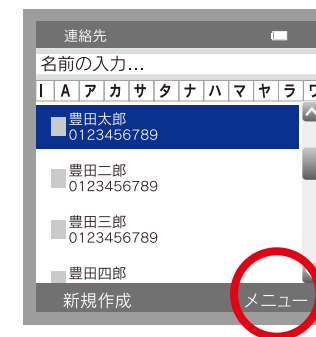 連絡先
名前の入力...
I A ア カ サ タ ナ ハ マ ヤ ラ ワ
豊田太郎
0123456789
豊田二郎
0123456789
豊田三郎
0123456789
豊田四郎
新規作成 メニュー